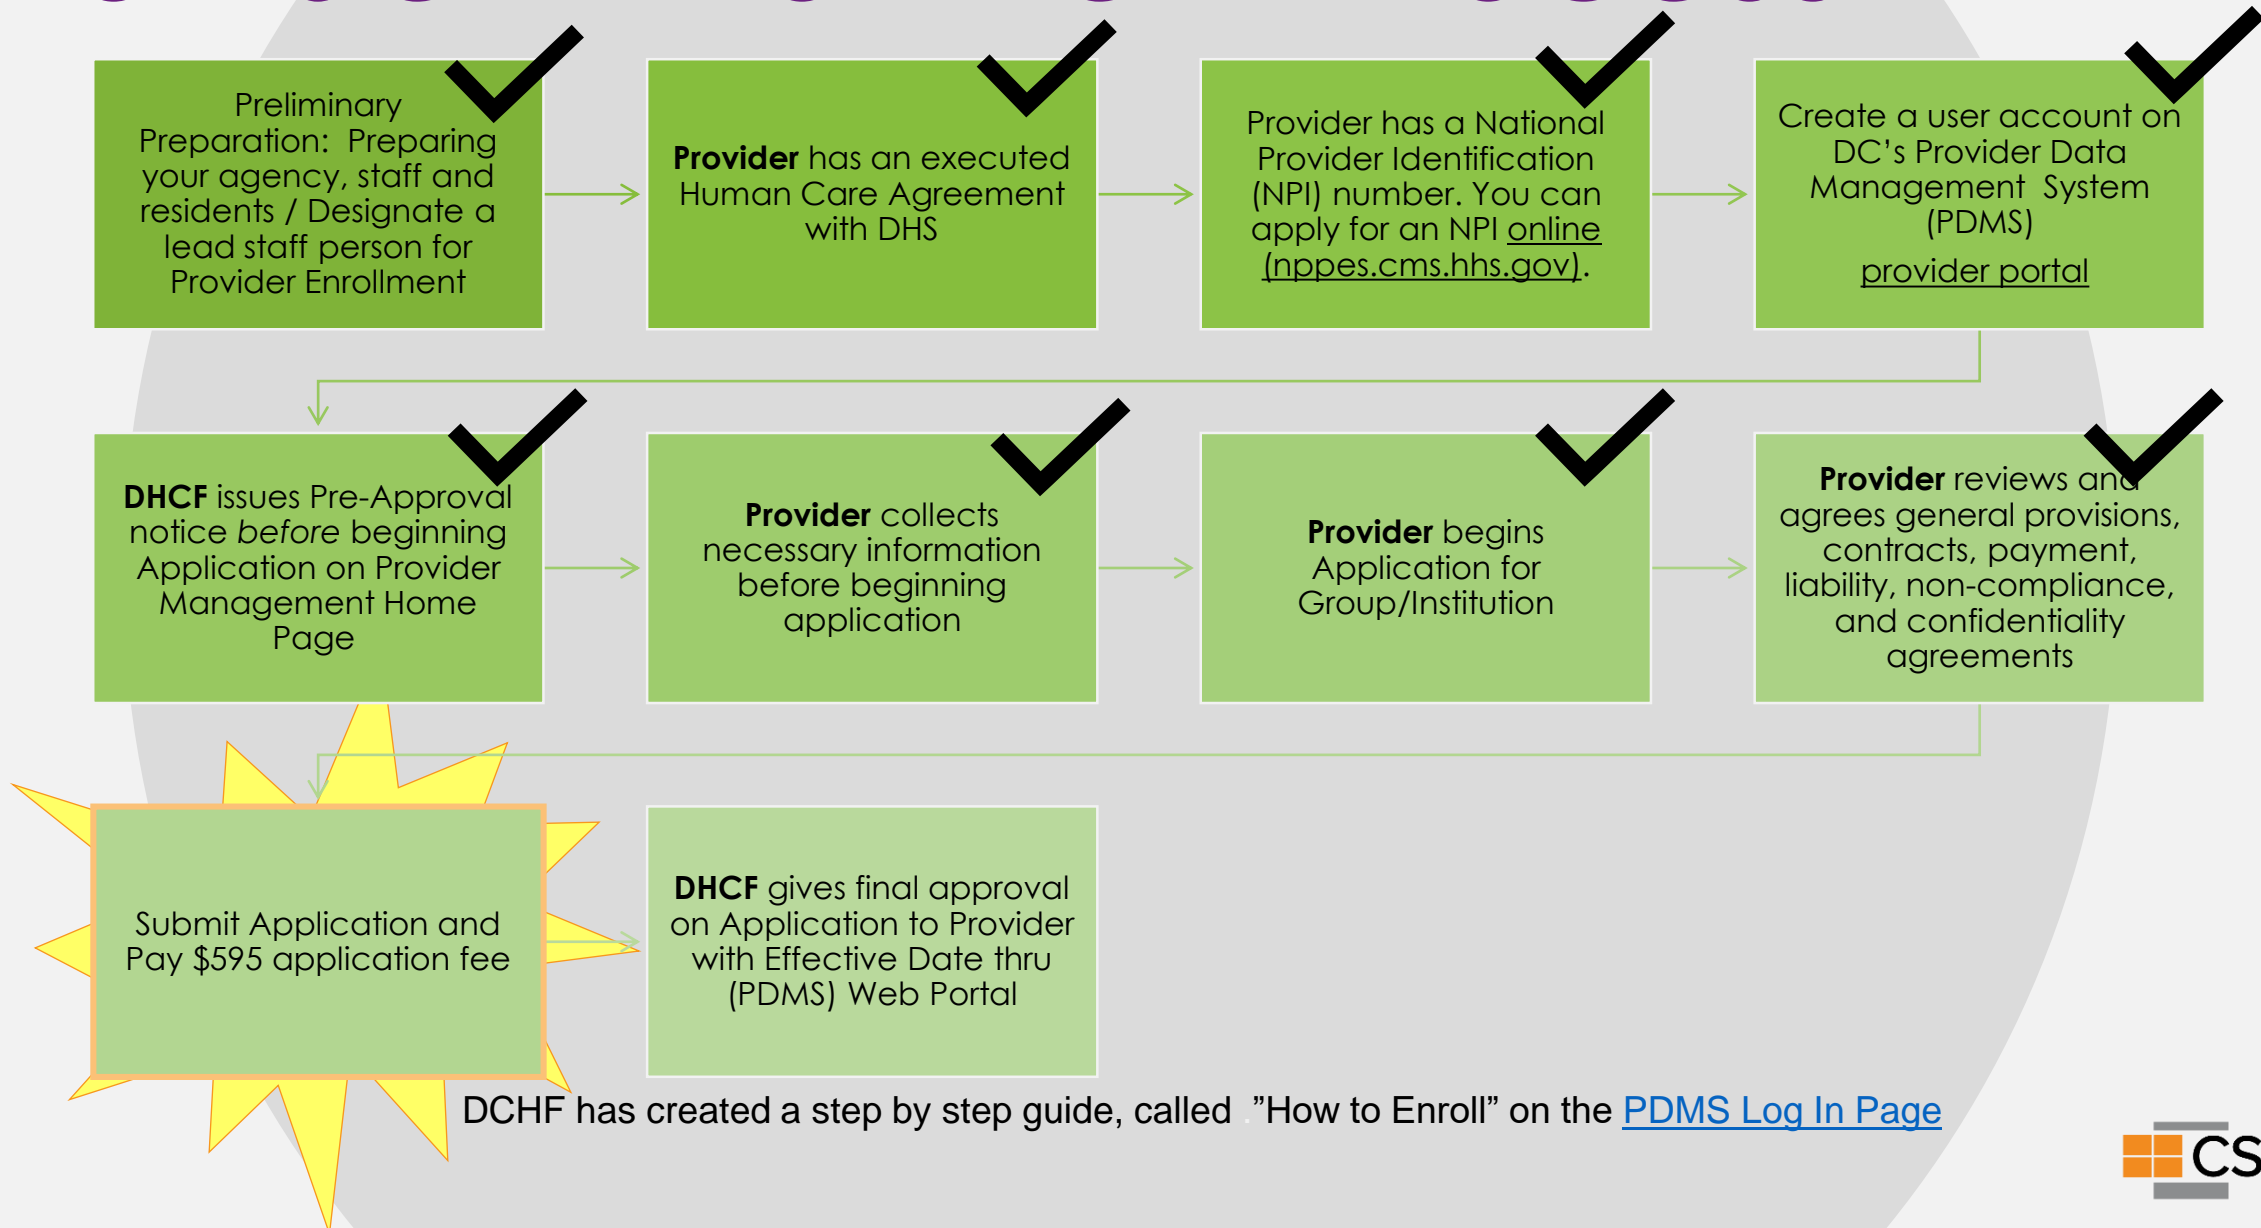 Preliminary
Preparation:  Preparing
your agency, staff and
residents / Designate a
lead staff person for
Provider Enrollment
Provider has an executed
Human Care Agreement
with DHS
Provider has a National
Provider Identification
(NPI) number. You can
apply for an NPI online
(nppes.cms.hhs.gov).
Create a user account on
DC’s Provider Data
Management  System
(PDMS)
provider portal
DHCF issues Pre-Approval
notice before beginning
Application on Provider
Management Home
Page
Provider collects
necessary information
before beginning
application
Provider begins
Application for
Group/Institution
Provider reviews and
agrees general provisions,
contracts, payment,
liability, non-compliance,
and confidentiality
agreements
Submit Application and
Pay $595 application fee
DHCF gives final approval
on Application to Provider
with Effective Date thru
(PDMS) Web Portal
DCHF has created a step by step guide, called .”How to Enroll” on the PDMS Log In Page
CS